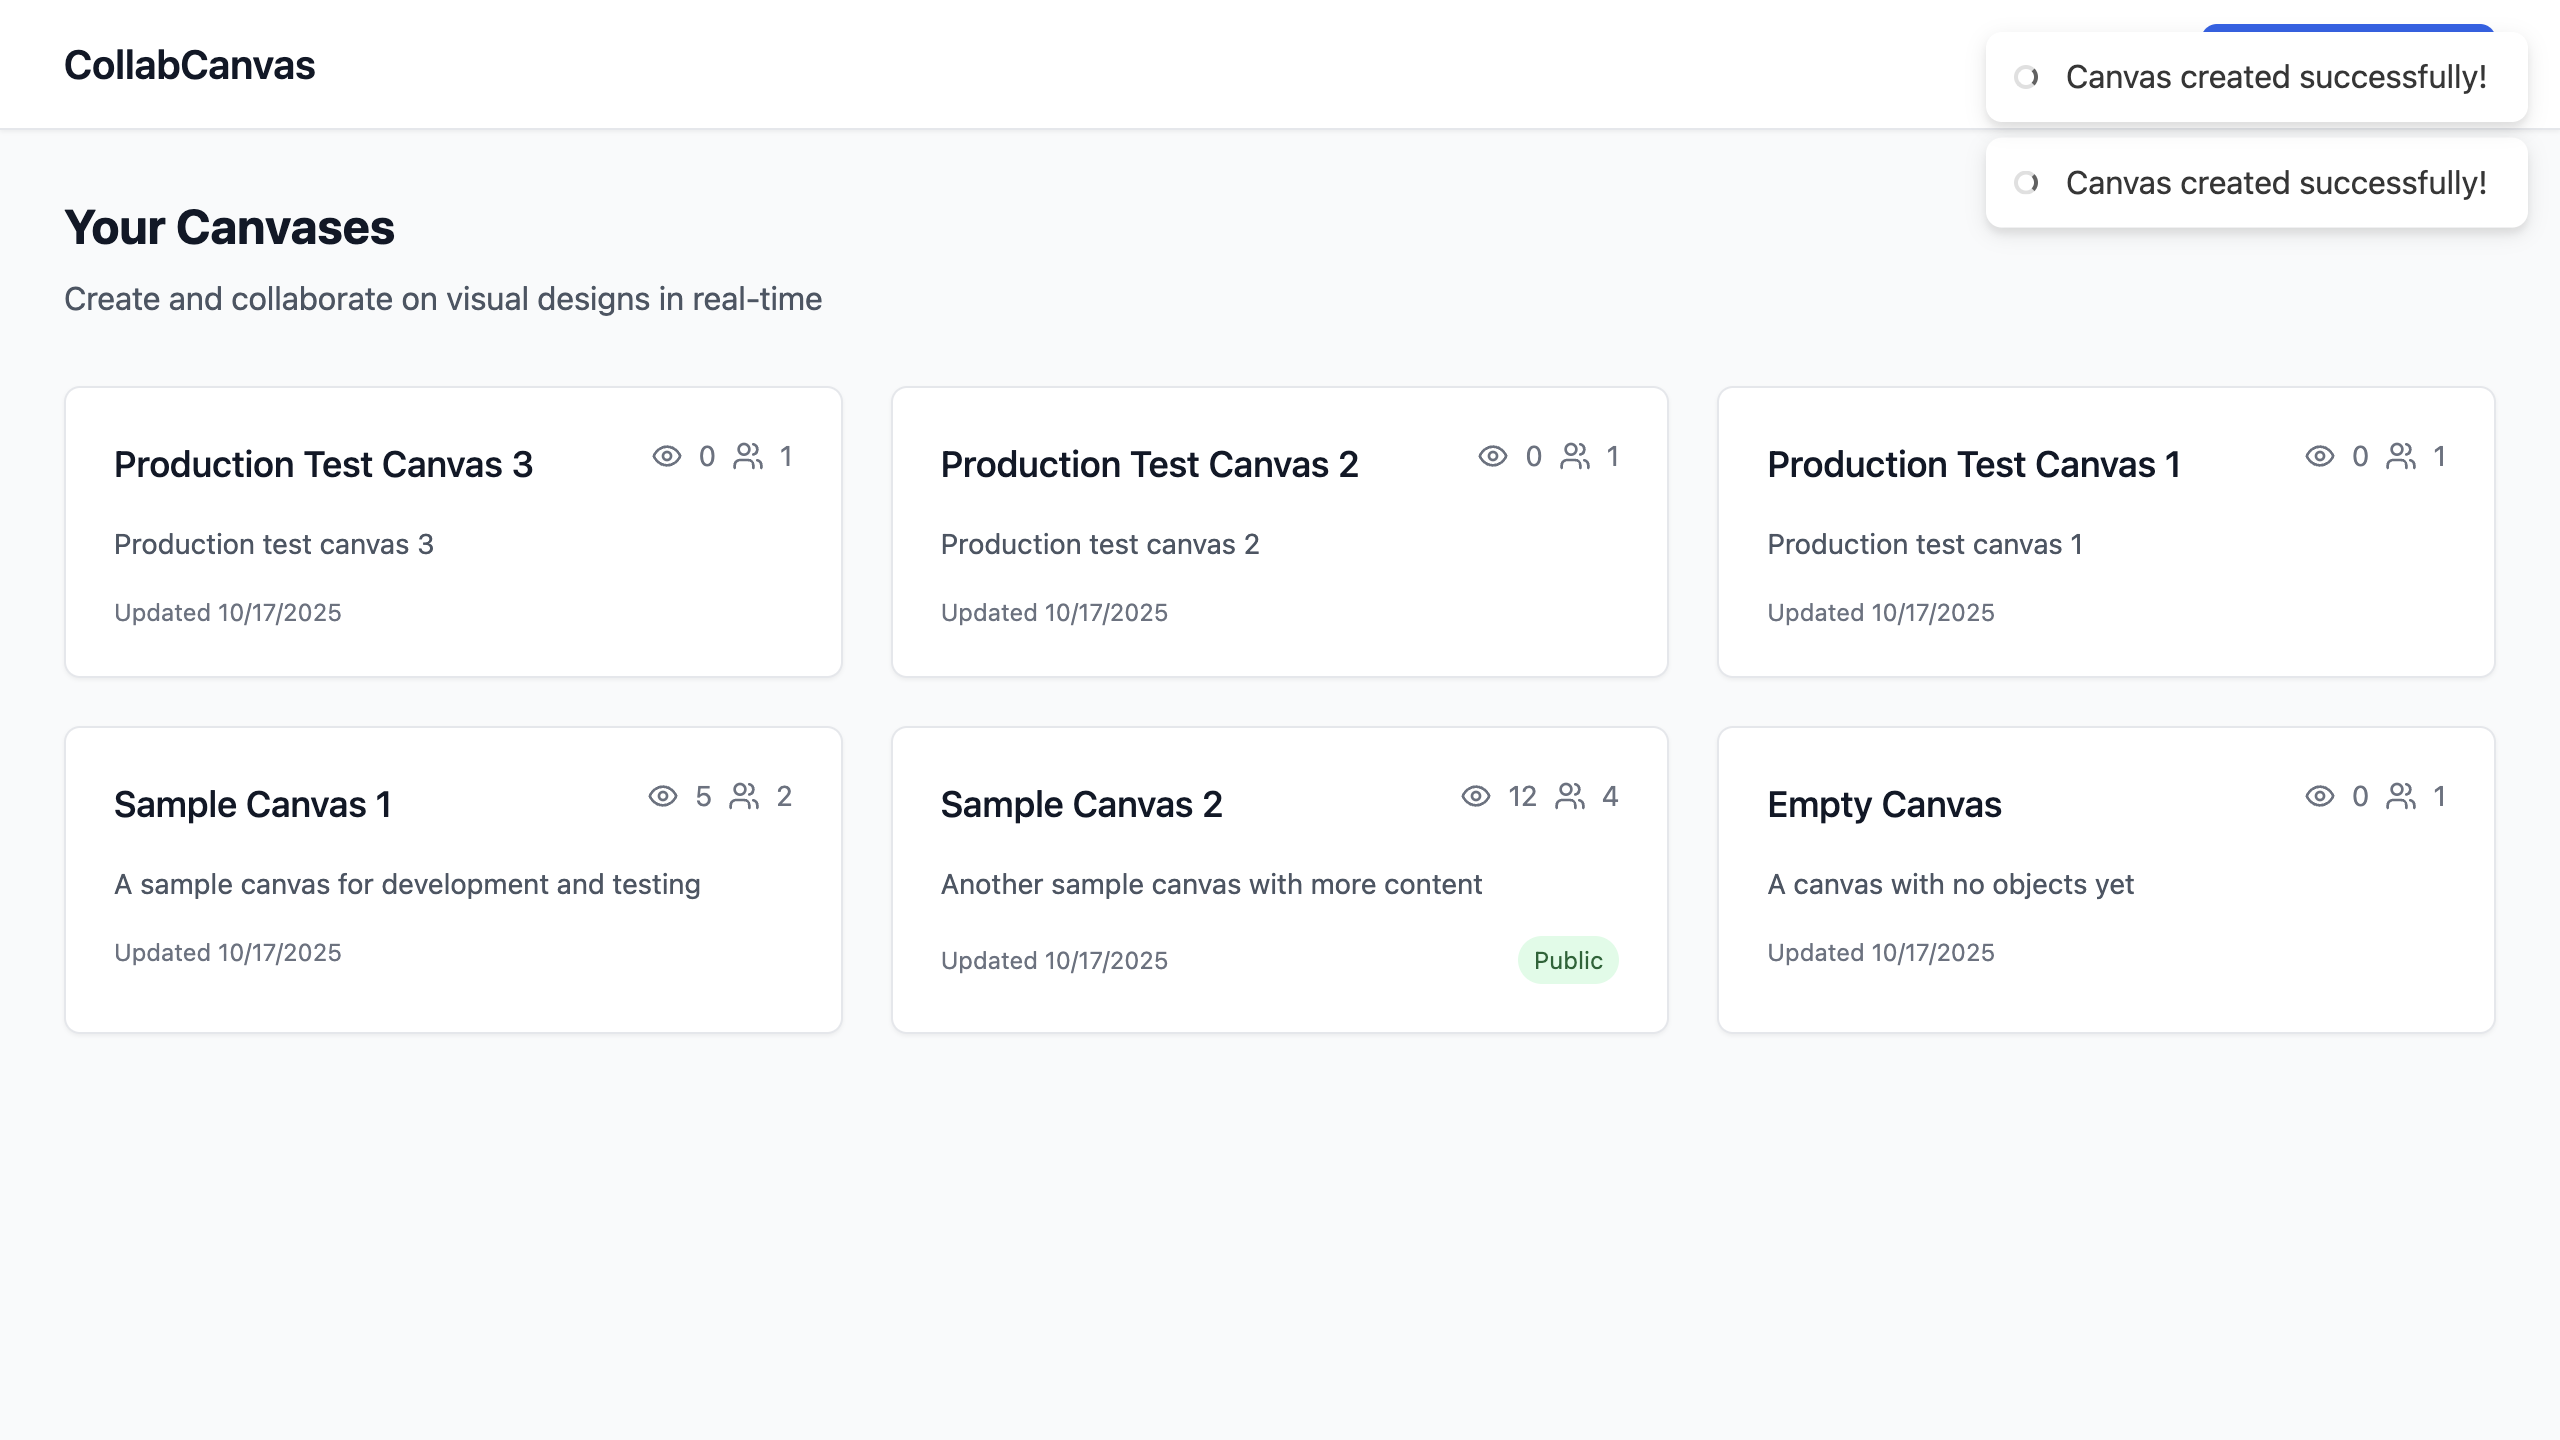 CollabCanvas
Canvas created successfully!
Canvas created successfully!
Your Canvases
Create and collaborate on visual designs in real-time
Production Test Canvas 3
0 1
Production test canvas 3
Updated 10/17/2025
Production Test Canvas 2
0 1
Production test canvas 2
Updated 10/17/2025
Production Test Canvas 1
0 1
Production test canvas 1
Updated 10/17/2025
Sample Canvas 1
5 2
A sample canvas for development and testing
Updated 10/17/2025
Sample Canvas 2
12 4
Another sample canvas with more content
Updated 10/17/2025
Public
Empty Canvas
0 1
A canvas with no objects yet
Updated 10/17/2025